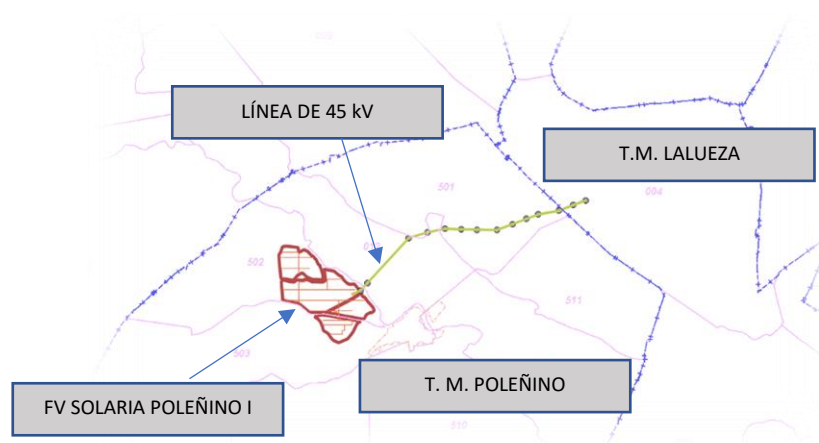 LÍNEA DE 45 kV
T.M. LALUEZA
501
004
502
511
503
T. M. POLEÑINO
FV SOLARIA POLEÑINO I
510